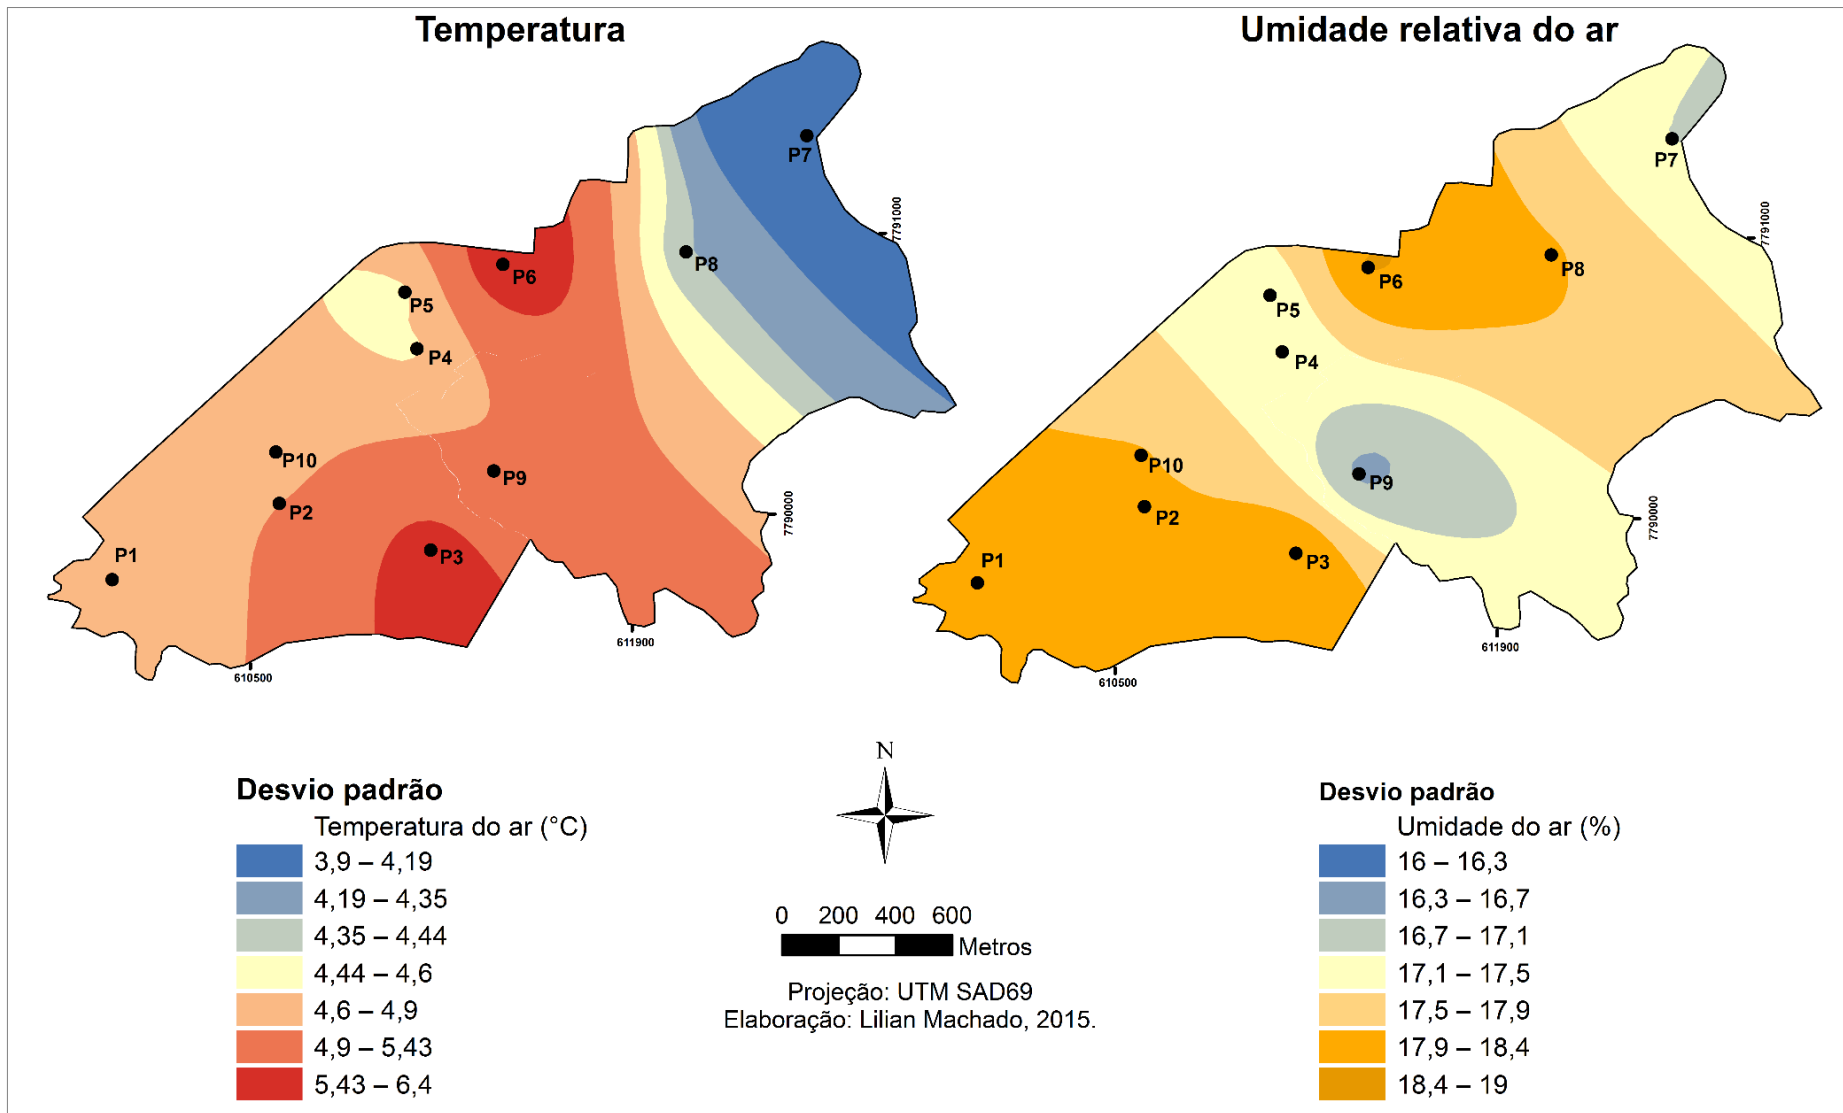 Temperatura
P7
P8
P6
P5
P4
P10
P9
P2
P3
P1
7791000
7790000
611900
610500
Umidade relativa do ar
P7
P8
P6
P5
P4
P10
P9
P2
P3
P1
7791000
7790000
611900
610500
Desvio padrão
Temperatura do ar (°C)
3,9 – 4,19
4,19 – 4,35
4,35 – 4,44
4,44 – 4,6
4,6 – 4,9
4,9 – 5,43
5,43 – 6,4
N
0 200 400 600
Metros
Projeção: UTM SAD69
Elaboração: Lilian Machado, 2015.
Desvio padrão
Umidade do ar (%)
16 – 16,3
16,3 – 16,7
16,7 – 17,1
17,1 – 17,5
17,5 – 17,9
17,9 – 18,4
18,4 – 19